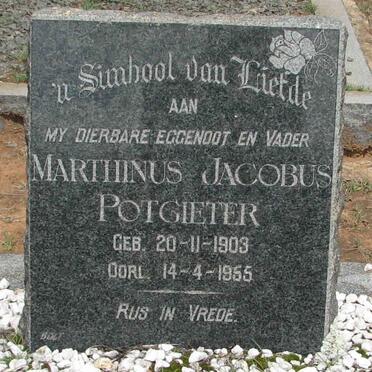 'n Simbool van Liefde
AAN
MY DIERBARE EGGENOOT EN VADER
MARTHINUS JACOBUS
POTGIETER
GEB. 20-11-1903
OORL. 14-4-1955
RUS IN VREDE.